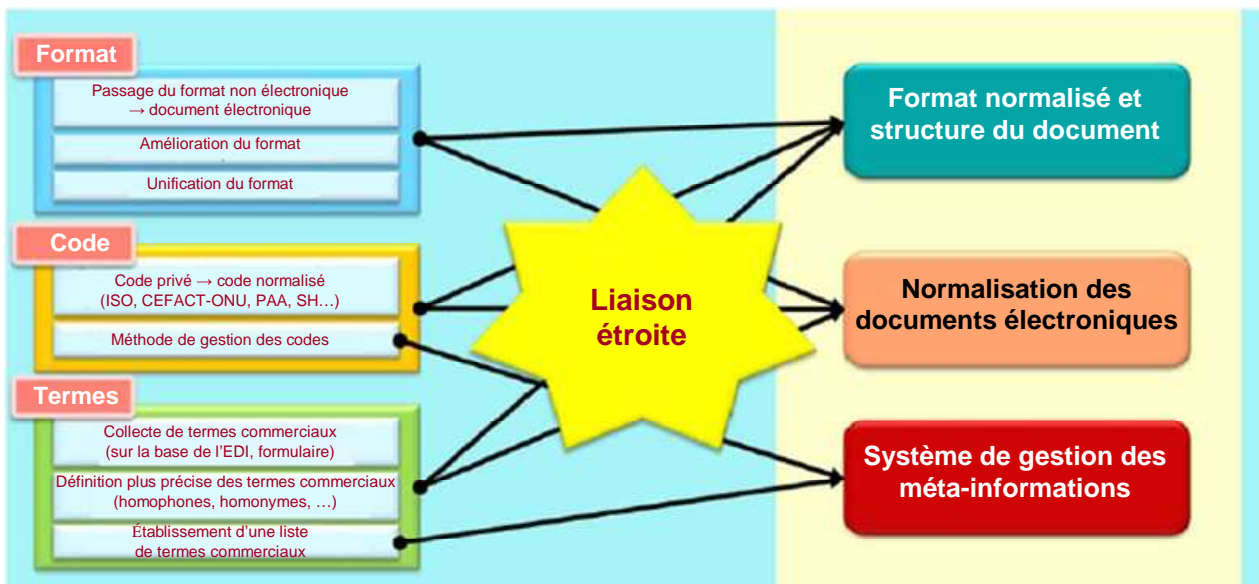 Format
Passage du format non électronique
→ document électronique
Amélioration du format
Unification du format
Code
Code privé → code normalisé
(ISO, CEFACT-ONU, PAA, SH…)
Méthode de gestion des codes
Termes
Collecte de termes commerciaux
(sur la base de l’EDI, formulaire)
Définition plus précise des termes commerciaux
(homophones, homonymes, …)
Établissement d’une liste
de termes commerciaux
Liaison
étroite
Format normalisé et
structure du document
Normalisation des
documents électroniques
Système de gestion des
méta-informations